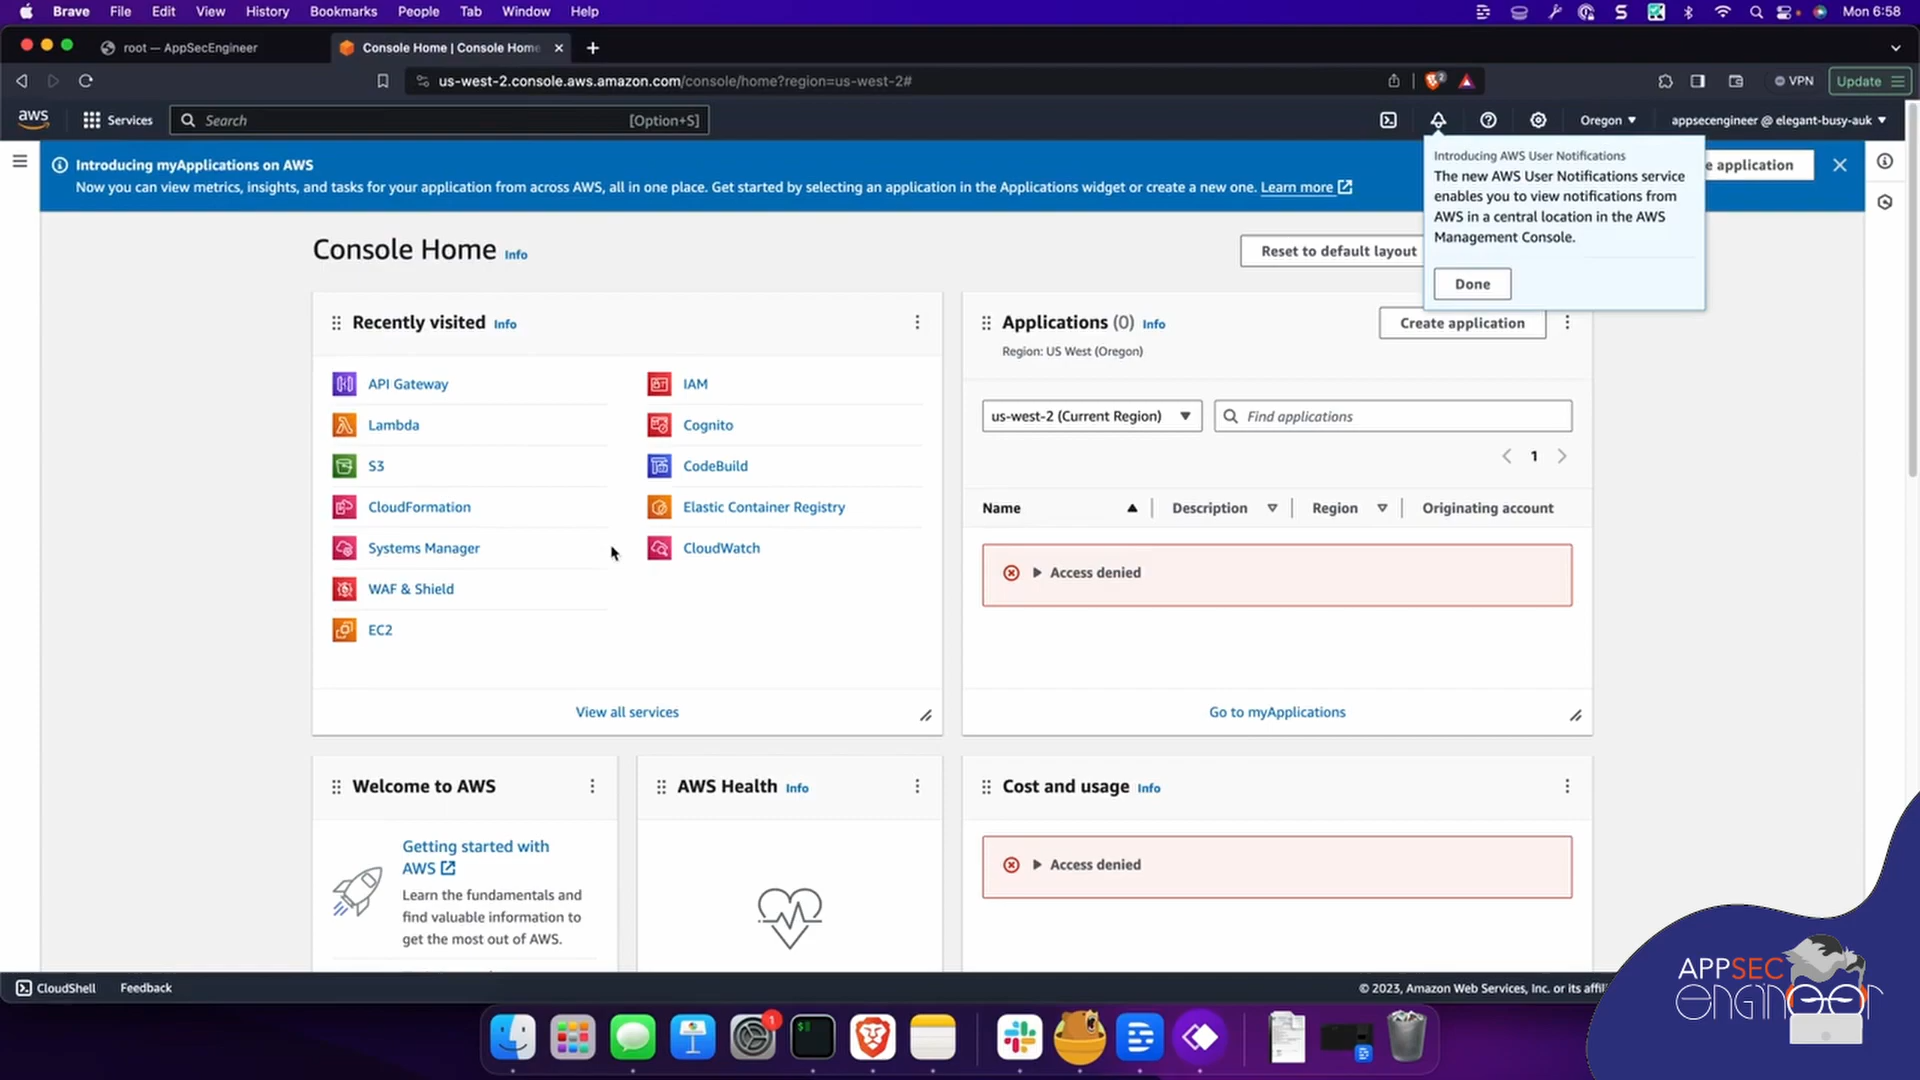 Brave File Edit View History Bookmarks People Tab Window Help Mon 6:58
root — AppSecEngineer
Console Home | Console Home
us-west-2.console.aws.amazon.com/console/home?region=us-west-2#
2
VPN
Update
aws
Services
Search
[Option+S]
Oregon
appsecengineer @ elegant-busy-auk
Introducing myApplications on AWS
Now you can view metrics, insights, and tasks for your application from across AWS, all in one place. Get started by selecting an application in the Applications widget or create a new one. Learn more
e application
Introducing AWS User Notifications
The new AWS User Notifications service
enables you to view notifications from
AWS in a central location in the AWS
Management Console.
Done
Console Home Info
Reset to default layout
Recently visited Info
API Gateway
Lambda
S3
CloudFormation
Systems Manager
WAF & Shield
EC2
IAM
Cognito
CodeBuild
Elastic Container Registry
CloudWatch
View all services
Applications (0) Info
Region: US West (Oregon)
Create application
us-west-2 (Current Region)
Find applications
1
Name Description Region Originating account
Access denied
Go to myApplications
Welcome to AWS
Getting started with
AWS
Learn the fundamentals and
find valuable information to
get the most out of AWS.
AWS Health Info
Cost and usage Info
Access denied
CloudShell Feedback
© 2023, Amazon Web Services, Inc. or its affili
1
APPSEC
engineer